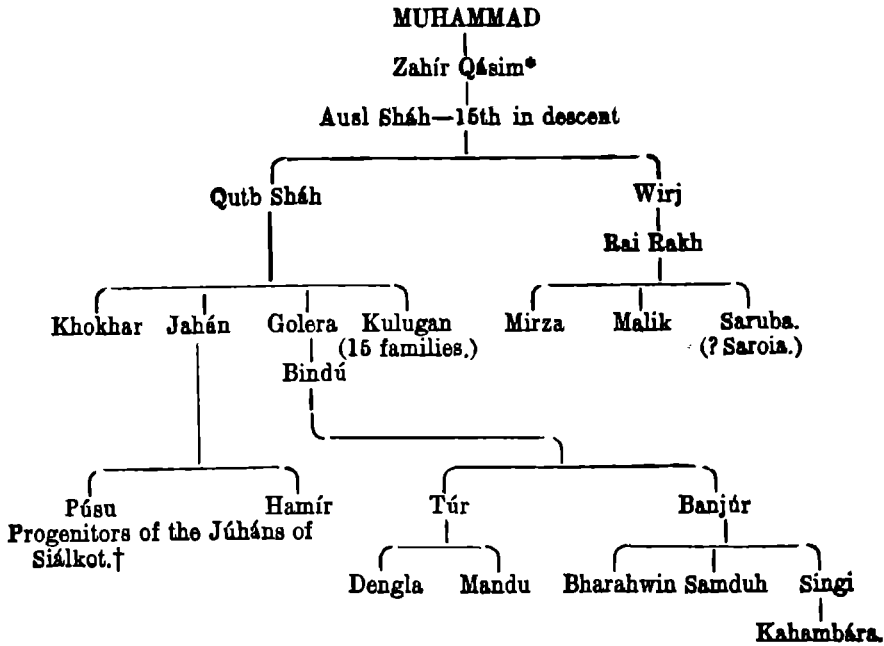 MUHAMMAD
Zahír Qásim*
Ausl Sháh—15th in descent
Qutb Sháh Wirj
Rai Rakh
Khokhar Jahán Golera Kulugan Mirza Malik Saruba.
(15 families.) (? Saroia.)
Bindú
Púsu Hamír Túr Banjúr
Progenitors of the Júháns of
Siálkot.†
Dengla Mandu Bharahwin Samduh Singi
Kahambára.